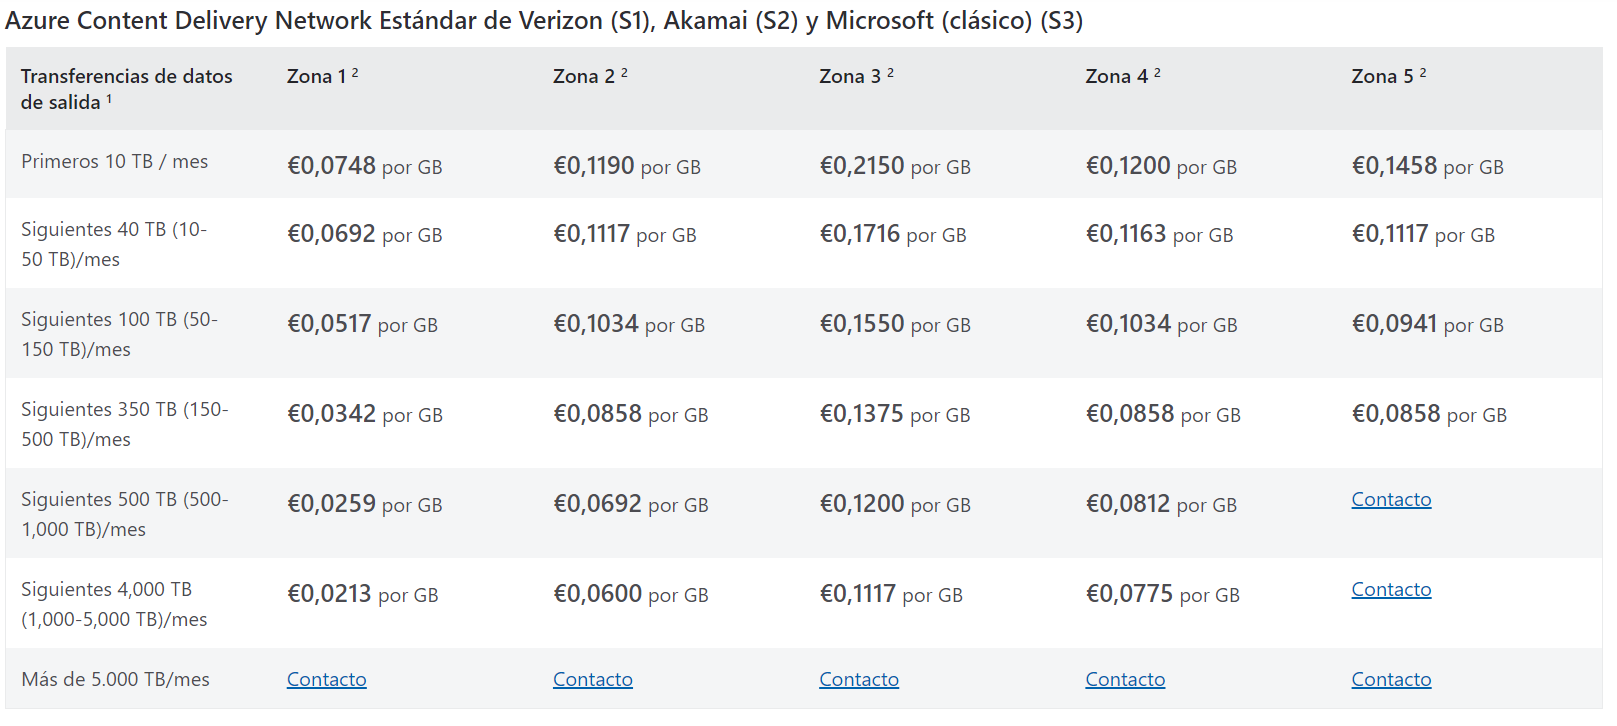 Azure Content Delivery Network Estándar de Verizon (S1), Akamai (S2) y Microsoft (clásico) (S3)
Transferencias de datos de salida ¹ Zona 1 ² Zona 2 ² Zona 3 ² Zona 4 ² Zona 5 ²
Primeros 10 TB / mes €0,0748 por GB €0,1190 por GB €0,2150 por GB €0,1200 por GB €0,1458 por GB
Siguientes 40 TB (10-
50 TB)/mes €0,0692 por GB €0,1117 por GB €0,1716 por GB €0,1163 por GB €0,1117 por GB
Siguientes 100 TB (50-
150 TB)/mes €0,0517 por GB €0,1034 por GB €0,1550 por GB €0,1034 por GB €0,0941 por GB
Siguientes 350 TB (150-
500 TB)/mes €0,0342 por GB €0,0858 por GB €0,1375 por GB €0,0858 por GB €0,0858 por GB
Siguientes 500 TB (500-
1,000 TB)/mes €0,0259 por GB €0,0692 por GB €0,1200 por GB €0,0812 por GB Contacto
Siguientes 4,000 TB
(1,000-5,000 TB)/mes €0,0213 por GB €0,0600 por GB €0,1117 por GB €0,0775 por GB Contacto
Más de 5.000 TB/mes Contacto Contacto Contacto Contacto Contacto